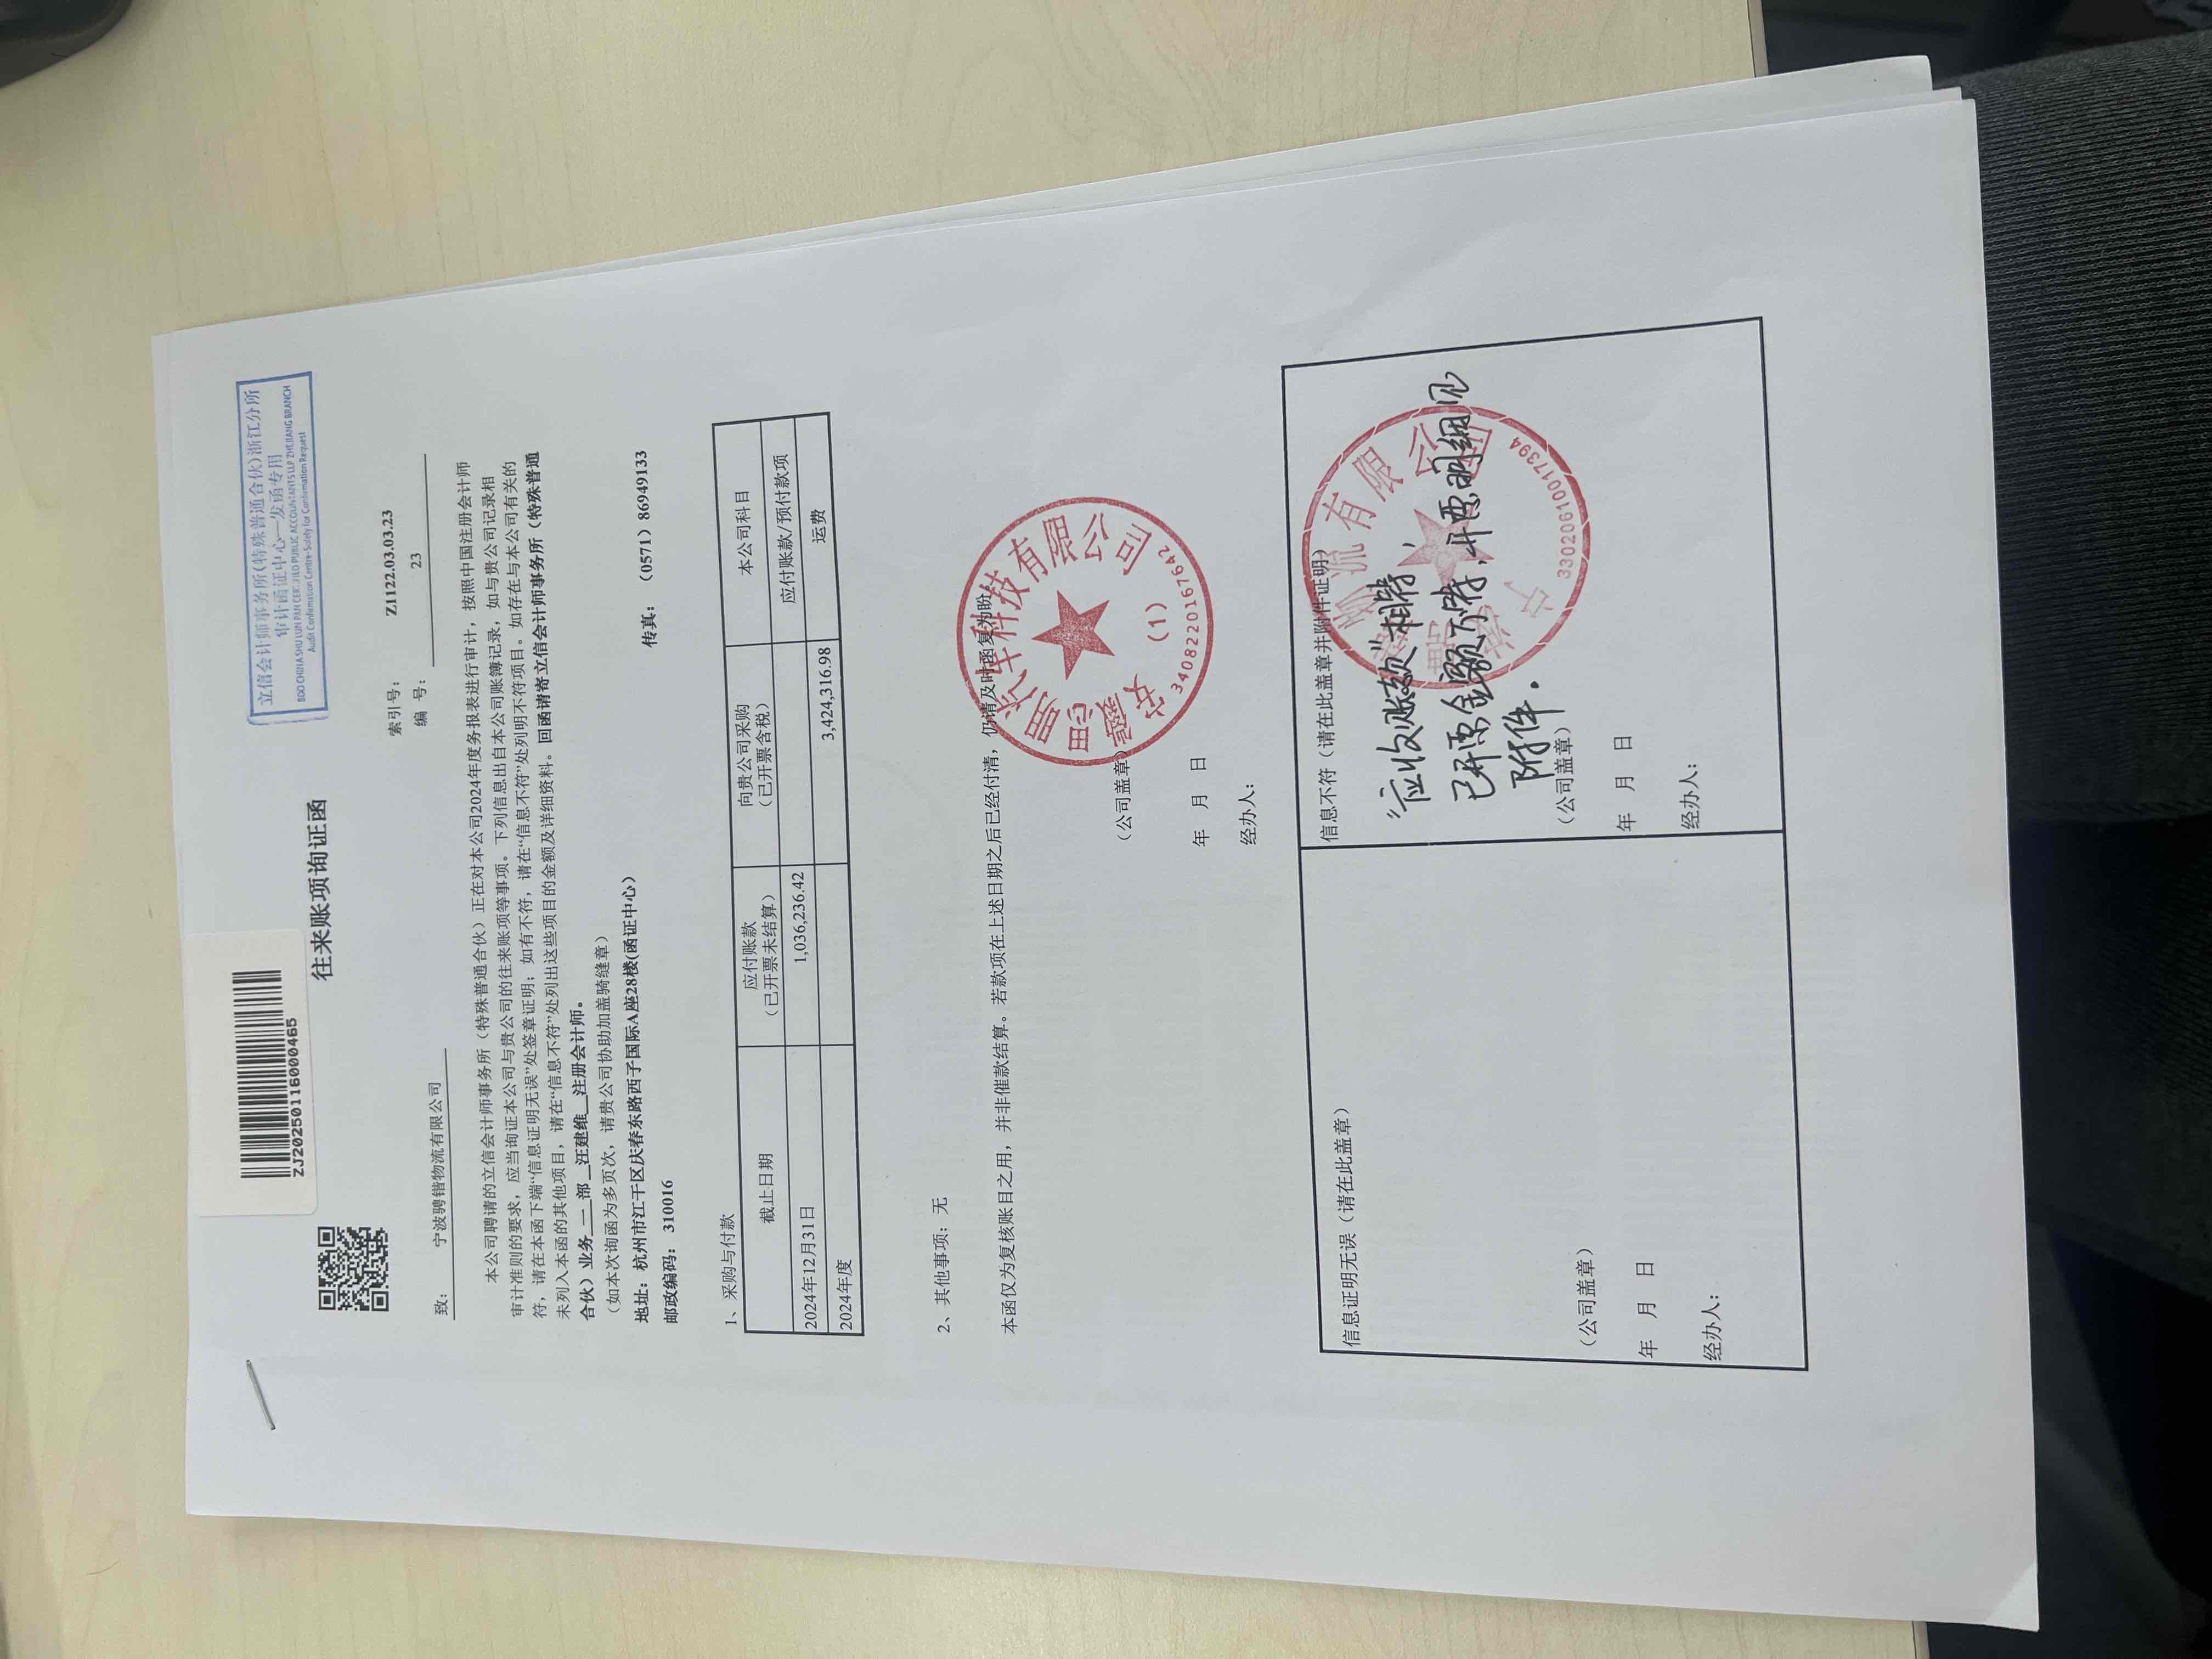 ZJ20250116000465
立信会计师事务所(特殊普通合伙)浙江分所
审计函证中心—发函专用
BDO CHINA SHU LUN PAN CERTIFIED PUBLIC ACCOUNTANTS LLP ZHEJIANG BRANCH
Audit Confirmation Centre-Solely for Confirmation Request
往来账项询证函
索引号： Z1122.03.03.23
编 号： 23
致： 宁波骋锴物流有限公司
本公司聘请的立信会计师事务所（特殊普通合伙）正在对本公司2024年度务报表进行审计，按照中国注册会计师
审计准则的要求，应当询证本公司与贵公司的往来账项等事项。下列信息出自本公司账簿记录，如与贵公司记录相
符，请在本函下端“信息证明无误”处签章证明；如有不符，请在“信息不符”处列明不符项目。如存在与本公司有关的
未列入本函的其他项目，请在“信息不符”处列出这些项目的金额及详细资料。回函请寄立信会计师事务所（特殊普通
合伙）业务__一__部__汪建维__注册会计师。
（如本次询函为多页次，请贵公司协助加盖骑缝章）
地址：杭州市江干区庆春东路西子国际A座28楼(函证中心）
邮政编码： 310016
传真：（0571）86949133
1、采购与付款
截止日期 应付账款（已开票未结算） 向贵公司采购（已开票含税） 本公司科目
2024年12月31日 1,036,236.42 应付账款/预付款项
2024年度 3,424,316.98 运费
2、其他事项：无
本函仅为复核账目之用，并非催款结算。若款项在上述日期之后已经付清，仍请及时函复为盼。
安徽思明汽车科技有限公司
（1）
3408220167642
（公司盖章）
年 月 日
经办人：
信息证明无误（请在此盖章）
（公司盖章）
年 月 日
经办人：
信息不符（请在此盖章并附件证明）
“应收账款”相符，
已开票金额不符，开票明细见
附件。
宁波骋锴物流有限公司
33020610017394
（公司盖章）
年 月 日
经办人：